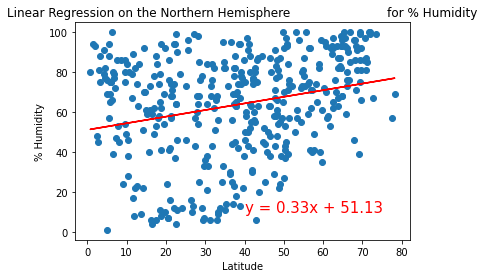 Linear Regression on the Northern Hemisphere for % Humidity
100
80
60
40
20
0
% Humidity
y = 0.33x + 51.13
0 10 20 30 40 50 60 70 80
Latitude